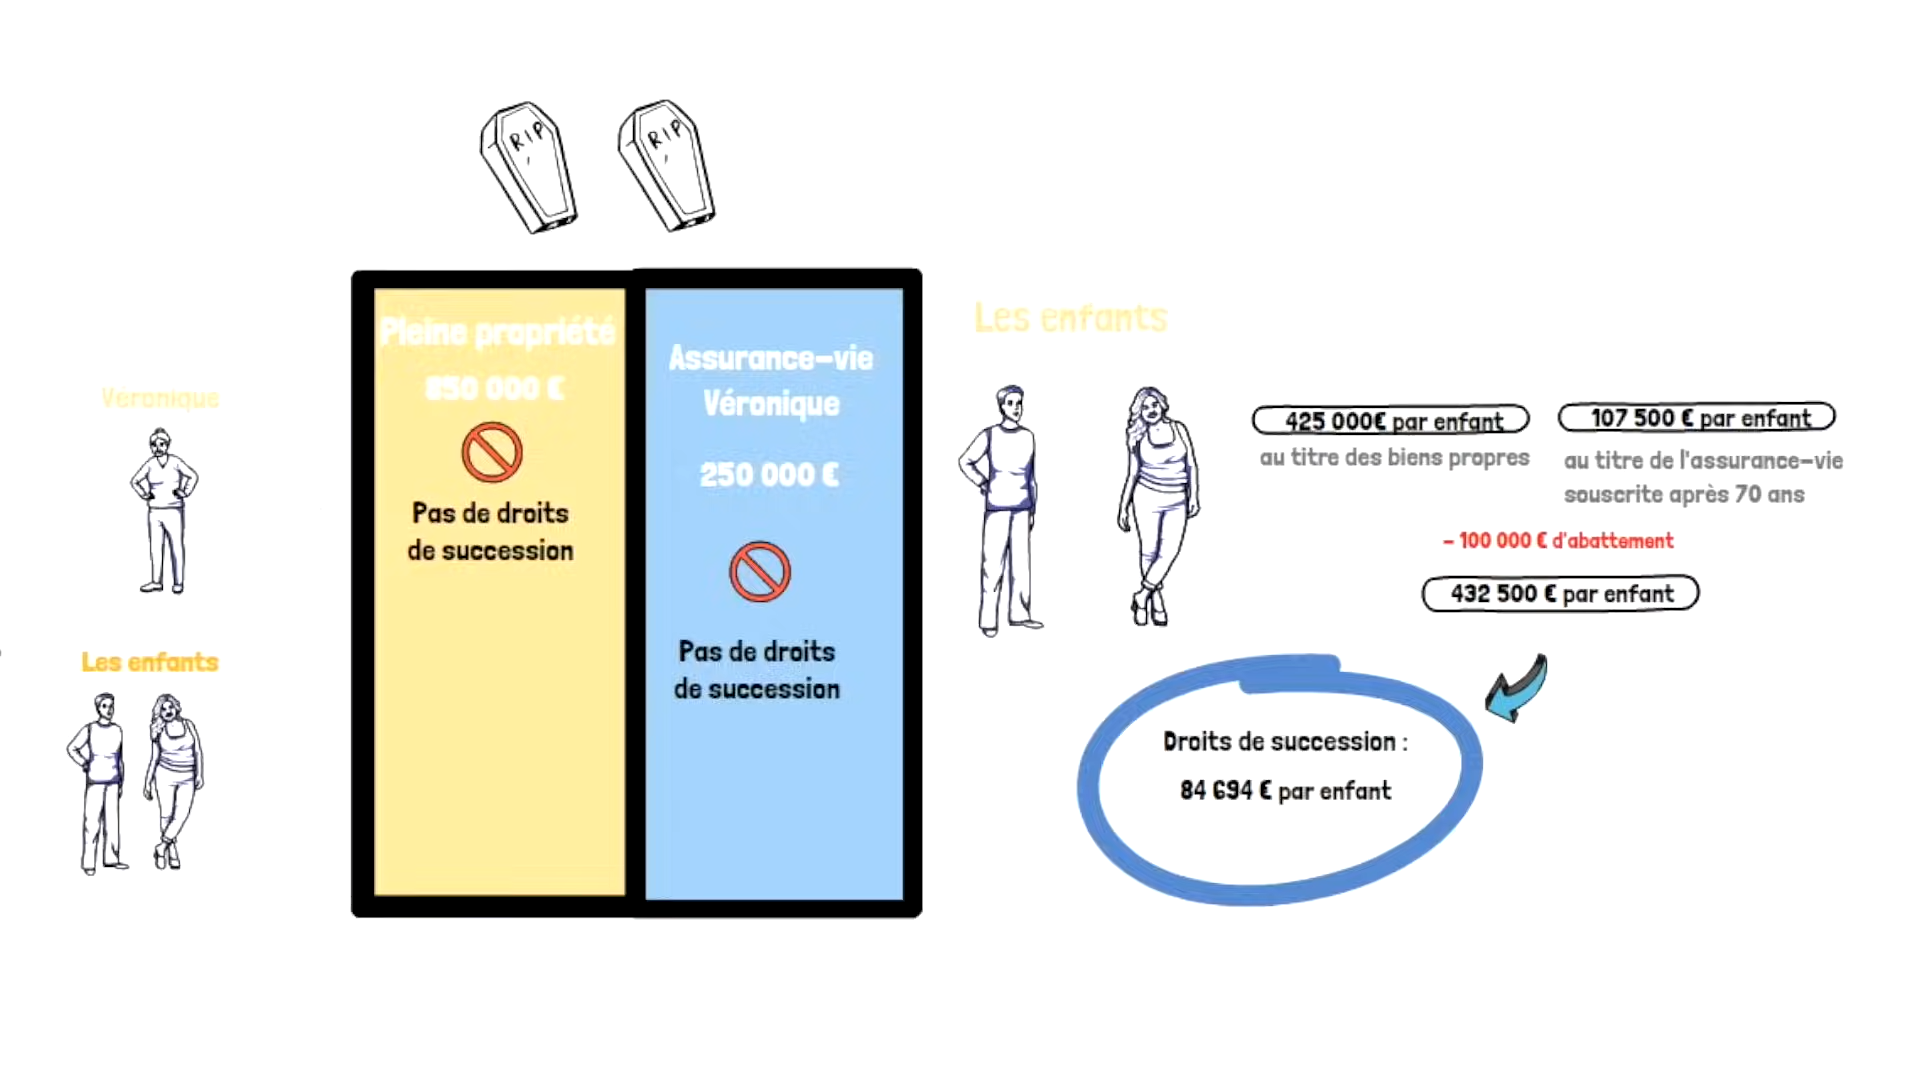 RIP
RIP
Véronique
Les enfants
Pleine propriété
850 000 €
Pas de droits
de succession
Assurance-vie
Véronique
250 000 €
Pas de droits
de succession
Les enfants
425 000€ par enfant
au titre des biens propres
107 500 € par enfant
au titre de l'assurance-vie
souscrite après 70 ans
- 100 000 € d'abattement
432 500 € par enfant
Droits de succession :
84 694 € par enfant